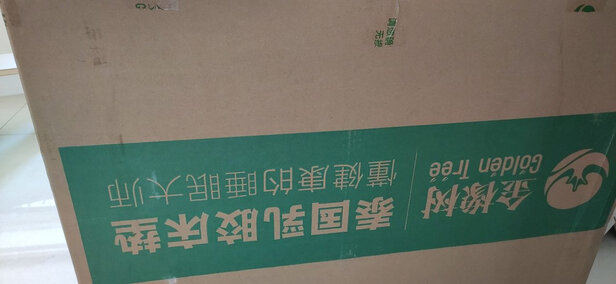 金橡树
Golden Tree
泰国乳胶床垫
懂健康的睡眠大师